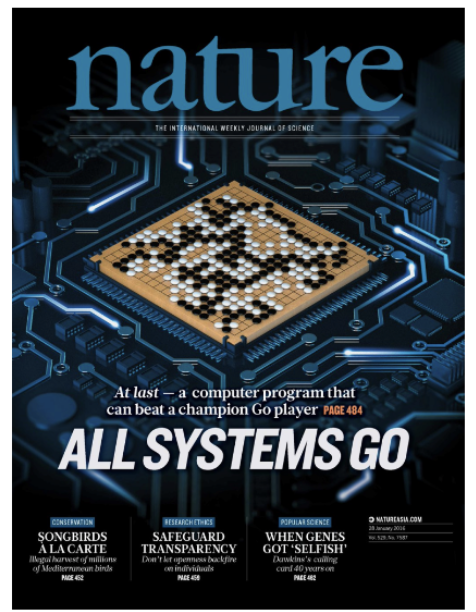 nature
THE INTERNATIONAL WEEKLY JOURNAL OF SCIENCE
At last — a computer program that
can beat a champion Go player PAGE 484
ALL SYSTEMS GO
CONSERVATION
SONGBIRDS
À LA CARTE
Illegal harvest of millions
of Mediterranean birds
PAGE 452
RESEARCH ETHICS
SAFEGUARD
TRANSPARENCY
Don't let openness backfire
on individuals
PAGE 459
POPULAR SCIENCE
WHEN GENES
GOT ‘SELFISH’
Dawkins's calling
card 40 years on
PAGE 462
NATUREASIA.COM
28 January 2016
Vol. 529, No. 7587